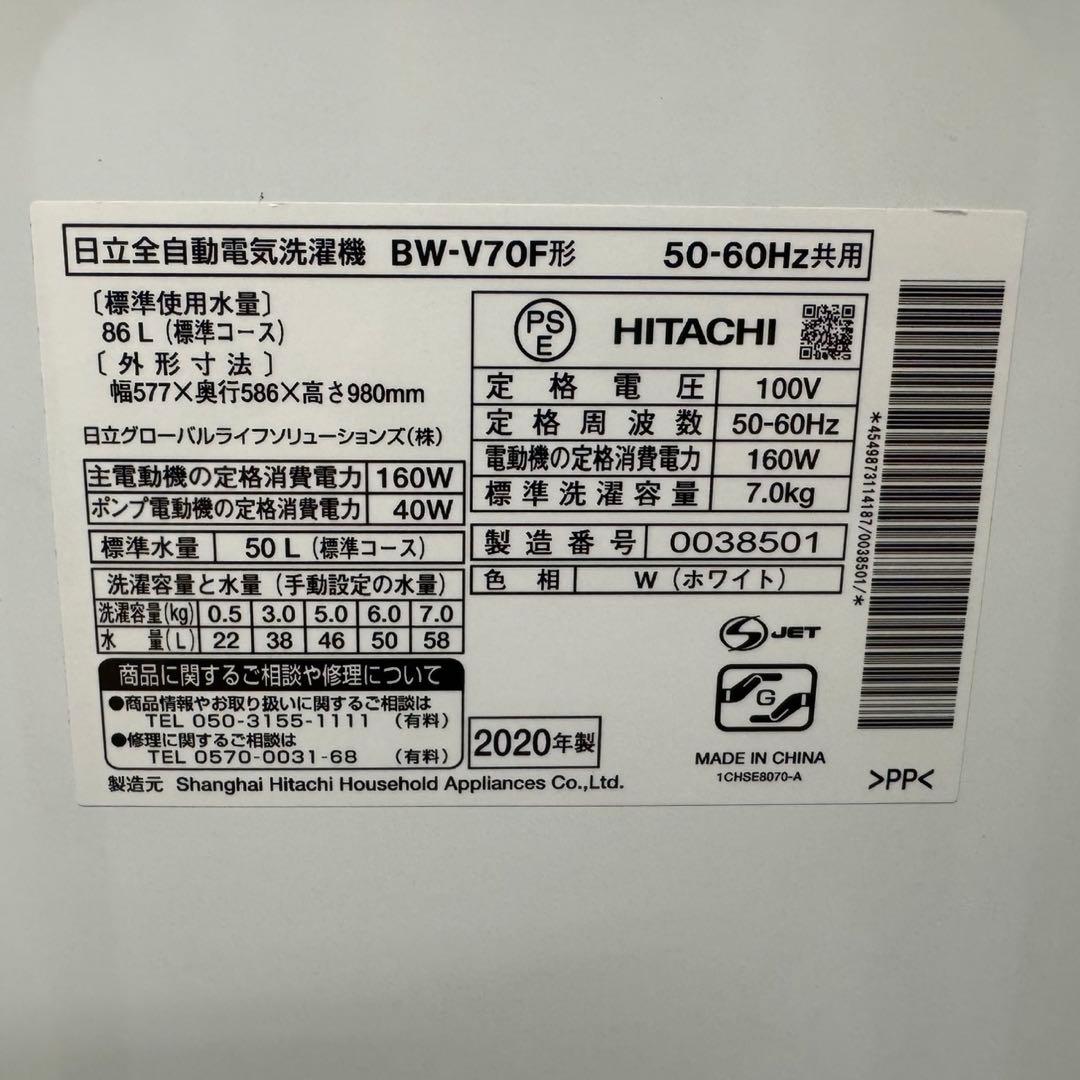 日立全自動電気洗濯機 BW-V70F形 50-60Hz共用
〔標準使用水量〕
86L(標準コース)
〔外形寸法〕
幅577×奥行586×高さ980mm
日立グローバルライフソリューションズ(株)
主電動機の定格消費電力 160W
ポンプ電動機の定格消費電力 40W
標準水量 50L(標準コース)
洗濯容量と水量(手動設定の水量)
洗濯容量(kg) 0.5 3.0 5.0 6.0 7.0
水量(L) 22 38 46 50 58
商品に関するご相談や修理について
●商品情報やお取り扱いに関するご相談は
TEL 050-3155-1111 (有料)
●修理に関するご相談は
TEL 0570-0031-68 (有料)
製造元 Shanghai Hitachi Household Appliances Co.,Ltd.
PS
E
HITACHI
定格電圧 100V
定格周波数 50-60Hz
電動機の定格消費電力 160W
標準洗濯容量 7.0kg
製造番号 0038501
色相 W(ホワイト)
S JET
G
2020年製
MADE IN CHINA
1CHSE8070-A
>PP<
*4549873114187/0038501/*